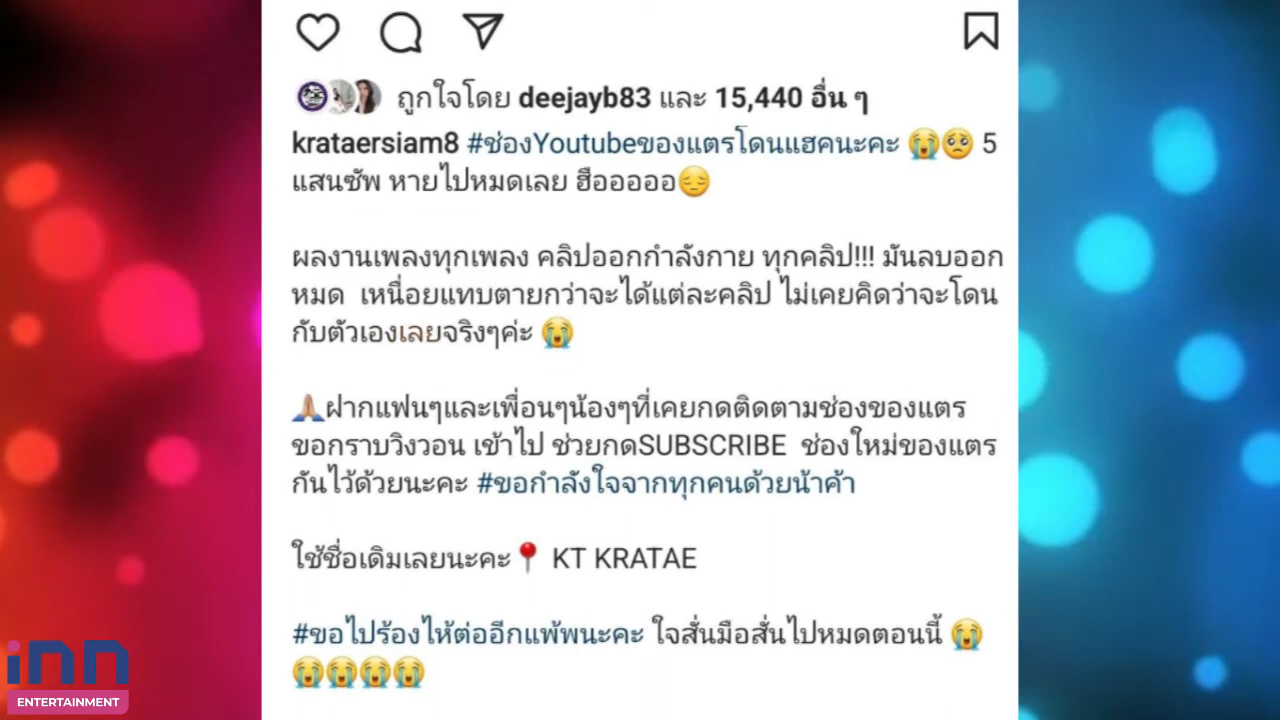 ถูกใจโดย deejayb83 และ 15,440 อื่น ๆ
krataersiam8 #ช่องYoutubeของแตรโดนแฮคนะคะ 😭🥺 5
แสนซัพ หายไปหมดเลย ฮือออออ😔
ผลงานเพลงทุกเพลง คลิปออกกำลังกาย ทุกคลิป!!! มันลบออก
หมด เหนื่อยแทบตายกว่าจะได้แต่ละคลิป ไม่เคยคิดว่าจะโดน
กับตัวเองเลยจริงๆค่ะ 😭
🙏🏼ฝากแฟนๆและเพื่อนๆน้องๆที่เคยกดติดตามช่องของแตร
ขอกราบวิงวอน เข้าไป ช่วยกดSUBSCRIBE ช่องใหม่ของแตร
กันไว้ด้วยนะคะ #ขอกำลังใจจากทุกคนด้วยน้าค้า
ใช้ชื่อเดิมเลยนะคะ📍 KT KRATAE
#ขอไปร้องไห้ต่ออีกแพ้พนะคะ ใจสั่นมือสั่นไปหมดตอนนี้ 😭
😭😭😭😭
inn
ENTERTAINMENT